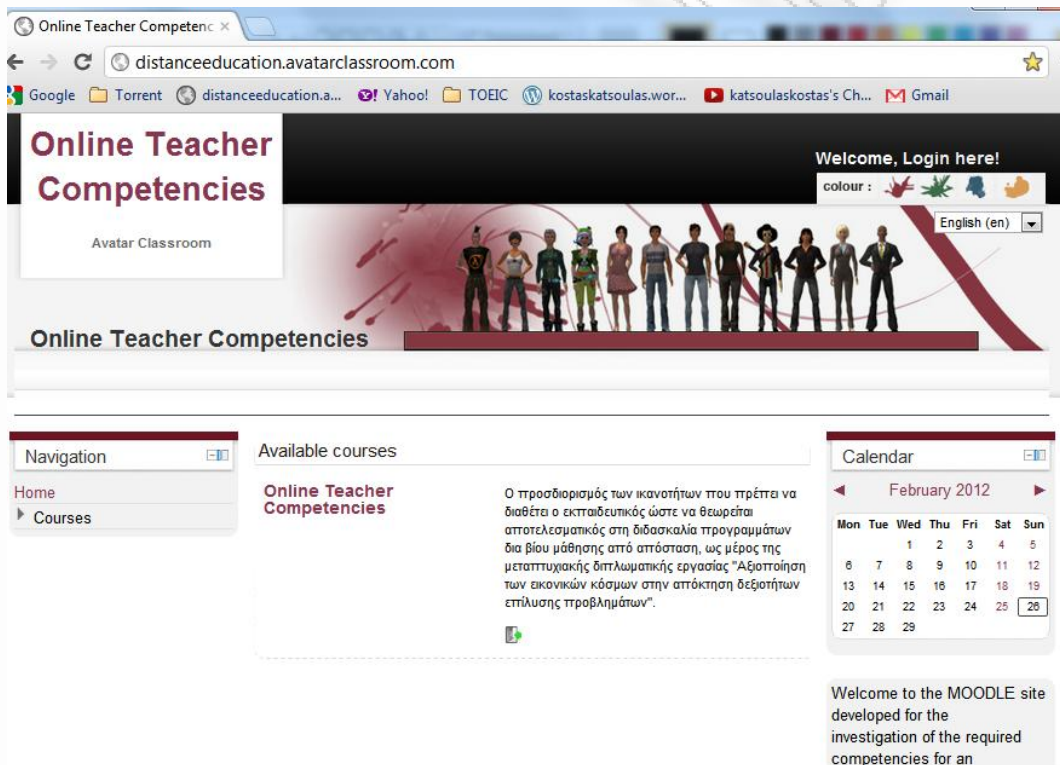 Online Teacher Competenc
distanceeducation.avatarclassroom.com
Google Torrent distanceeducation.a... Yahoo! TOEIC kostaskatsoulas.wor... katsoulaskostas's Ch... Gmail
Online Teacher
Competencies
Avatar Classroom
Welcome, Login here!
colour :
English (en)
Online Teacher Competencies
Navigation
Home
Courses
Available courses
Online Teacher
Competencies
Ο προσδιορισμός των ικανοτήτων που πρέπει να
διαθέτει ο εκπαιδευτικός ώστε να θεωρείται
αποτελεσματικός στη διδασκαλία προγραμμάτων
δια βίου μάθησης από απόσταση, ως μέρος της
μεταπτυχιακής διπλωματικής εργασίας "Αξιοποίηση
των εικονικών κόσμων στην απόκτηση δεξιοτήτων
επίλυσης προβλημάτων".
Calendar
February 2012
Mon Tue Wed Thu Fri Sat Sun
1 2 3 4 5
6 7 8 9 10 11 12
13 14 15 16 17 18 19
20 21 22 23 24 25 26
27 28 29
Welcome to the MOODLE site
developed for the
investigation of the required
competencies for an